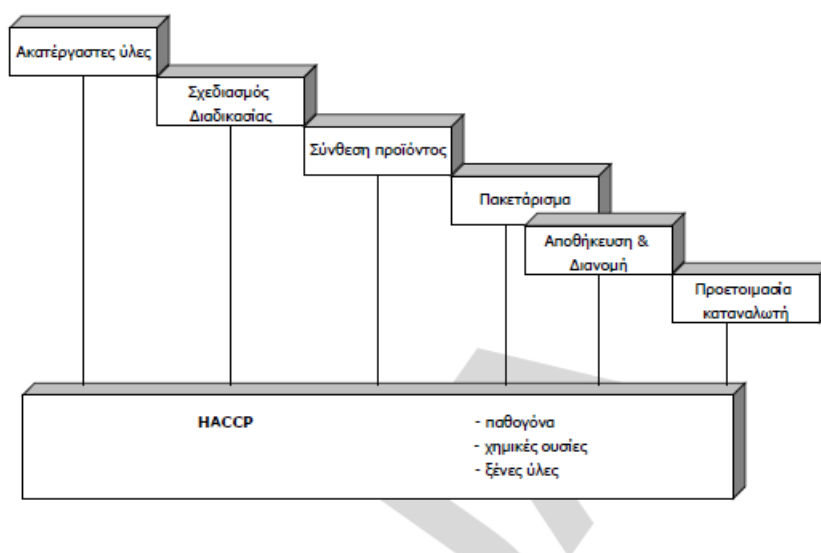 Ακατέργαστες ύλες
Σχεδιασμός
Διαδικασίας
Σύνθεση προϊόντος
Πακετάρισμα
Αποθήκευση &
Διανομή
Προετοιμασία
καταναλωτή
HACCP
- παθογόνα
- χημικές ουσίες
- ξένες ύλες